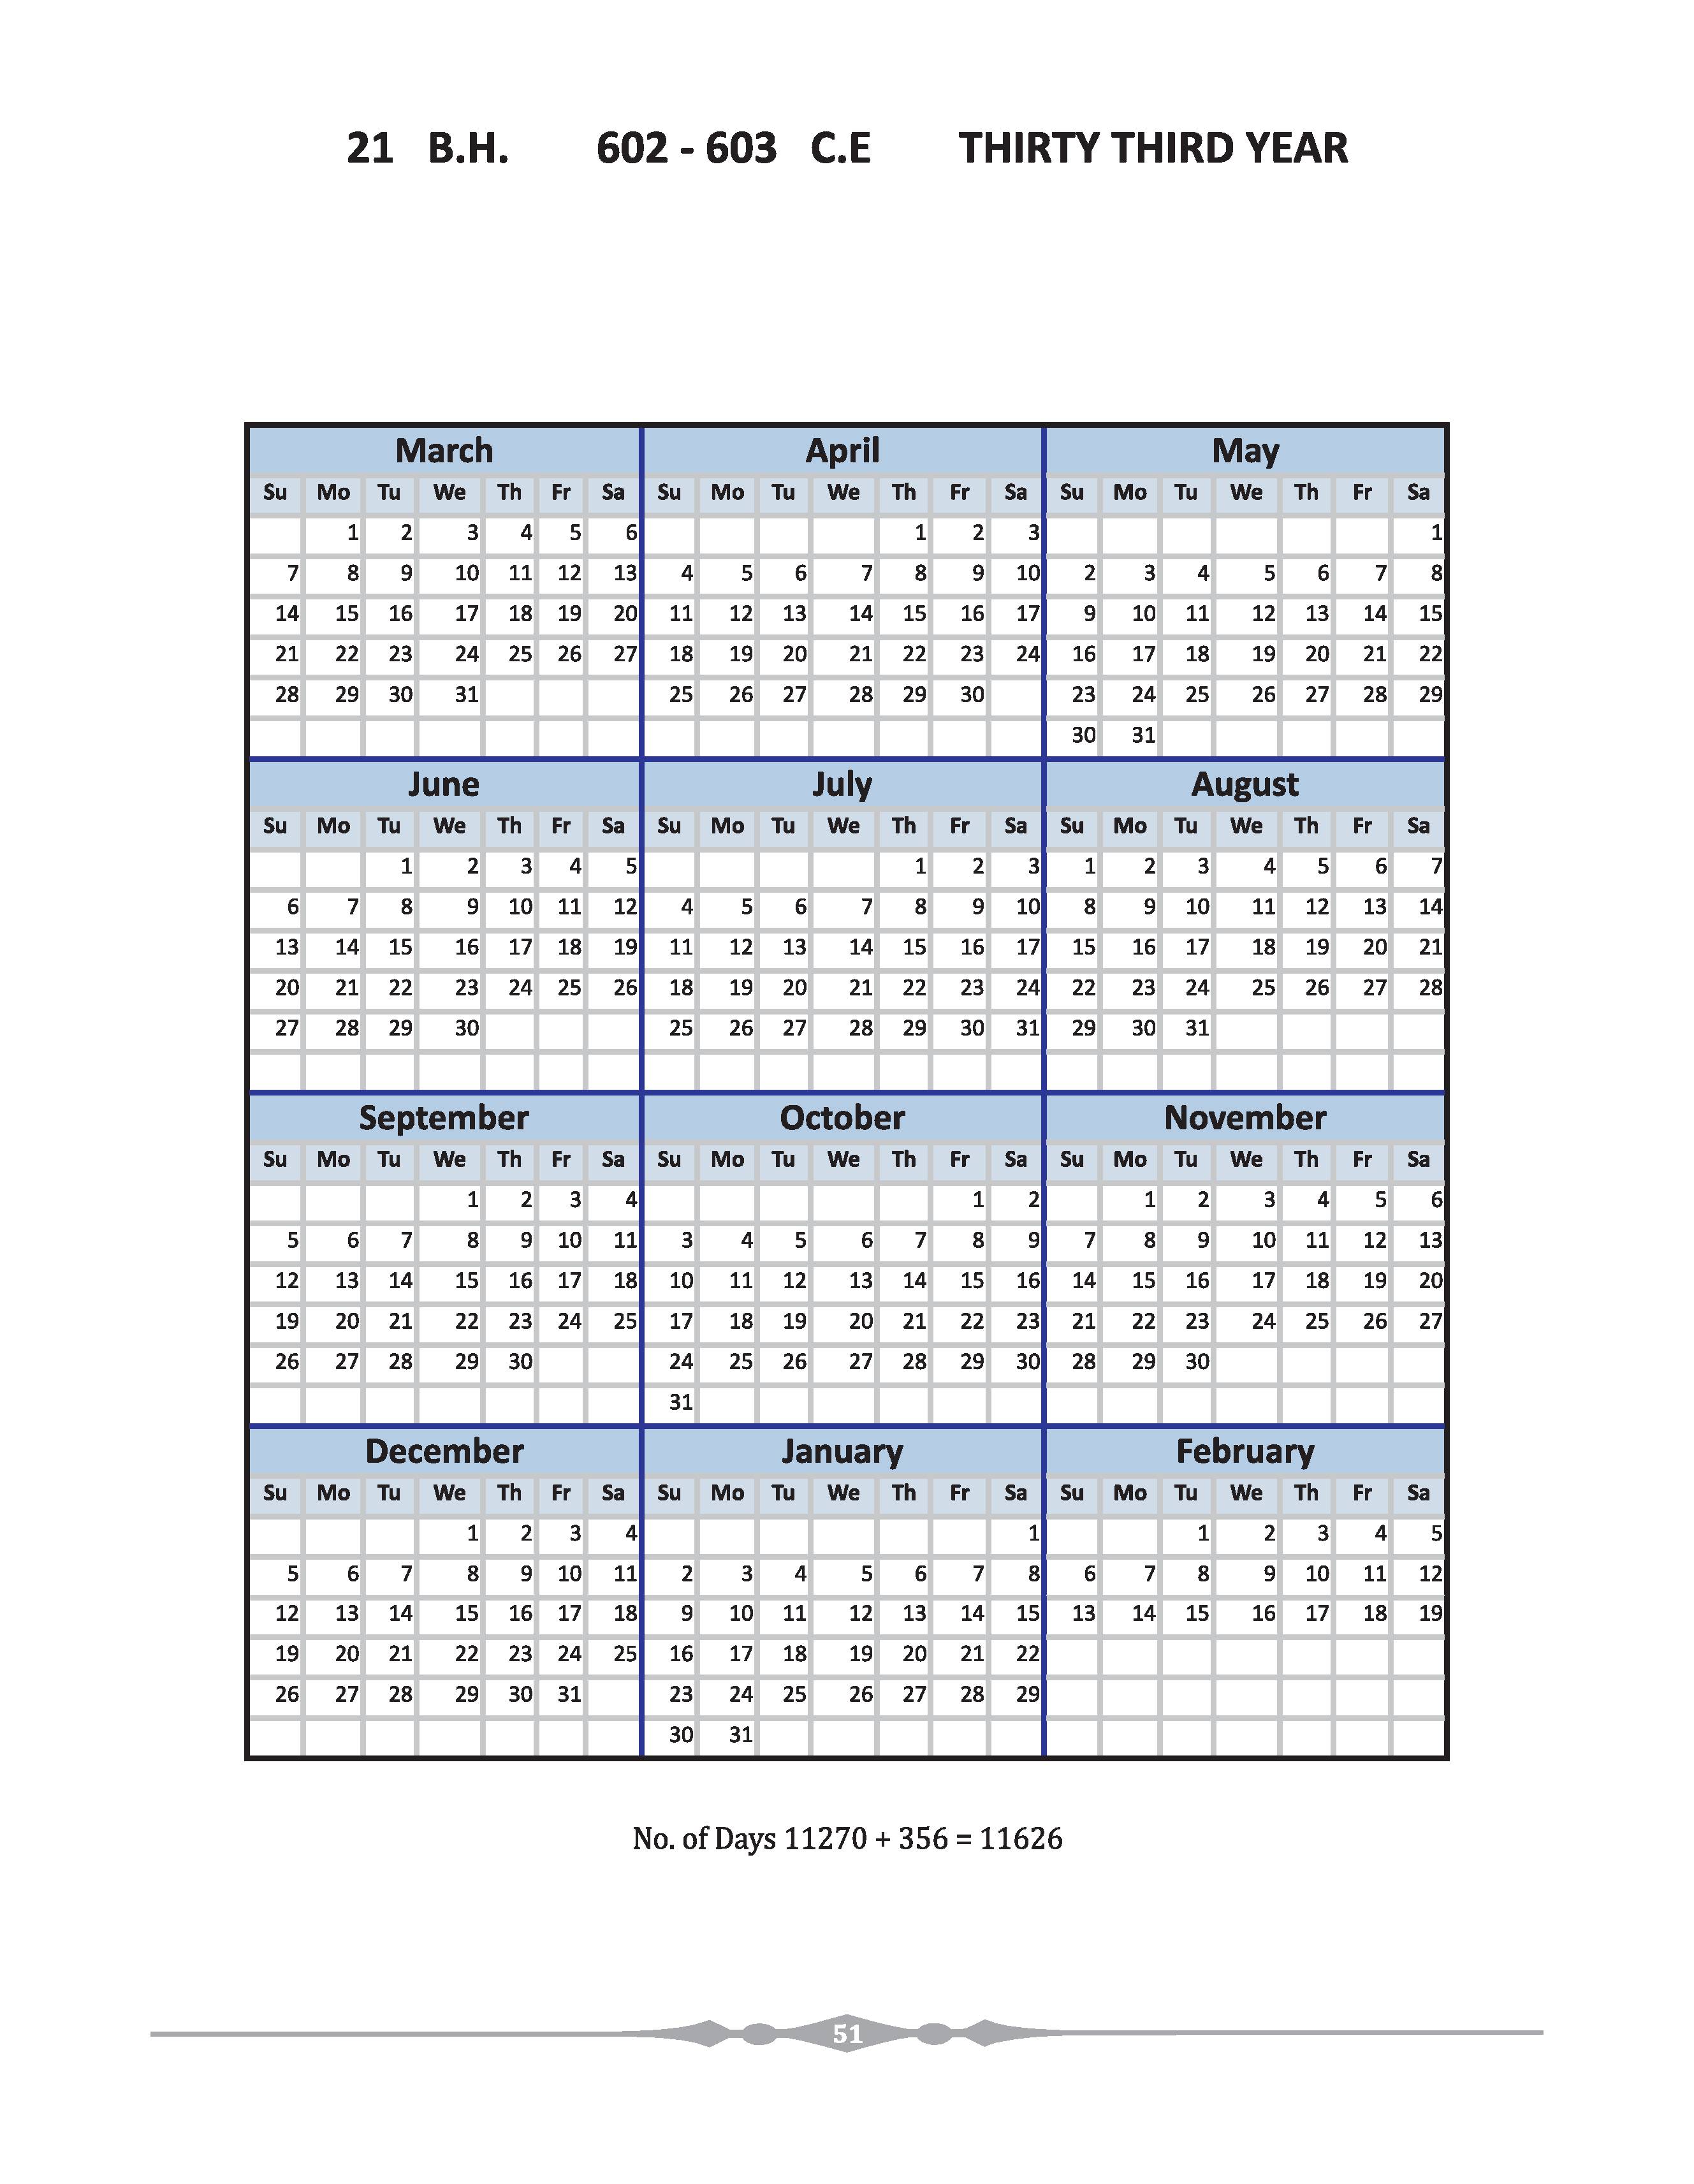 21 B.H. 602 - 603 C.E THIRTY THIRD YEAR
March April May
Su Mo Tu We Th Fr Sa Su Mo Tu We Th Fr Sa Su Mo Tu We Th Fr Sa
1 2 3 4 5 6 1 2 3 1
7 8 9 10 11 12 13 4 5 6 7 8 9 10 2 3 4 5 6 7 8
14 15 16 17 18 19 20 11 12 13 14 15 16 17 9 10 11 12 13 14 15
21 22 23 24 25 26 27 18 19 20 21 22 23 24 16 17 18 19 20 21 22
28 29 30 31 25 26 27 28 29 30 23 24 25 26 27 28 29
30 31
June July August
Su Mo Tu We Th Fr Sa Su Mo Tu We Th Fr Sa Su Mo Tu We Th Fr Sa
1 2 3 4 5 1 2 3 1 2 3 4 5 6 7
6 7 8 9 10 11 12 4 5 6 7 8 9 10 8 9 10 11 12 13 14
13 14 15 16 17 18 19 11 12 13 14 15 16 17 15 16 17 18 19 20 21
20 21 22 23 24 25 26 18 19 20 21 22 23 24 22 23 24 25 26 27 28
27 28 29 30 25 26 27 28 29 30 31 29 30 31
September October November
Su Mo Tu We Th Fr Sa Su Mo Tu We Th Fr Sa Su Mo Tu We Th Fr Sa
1 2 3 4 1 2 1 2 3 4 5 6
5 6 7 8 9 10 11 3 4 5 6 7 8 9 7 8 9 10 11 12 13
12 13 14 15 16 17 18 10 11 12 13 14 15 16 14 15 16 17 18 19 20
19 20 21 22 23 24 25 17 18 19 20 21 22 23 21 22 23 24 25 26 27
26 27 28 29 30 24 25 26 27 28 29 30 28 29 30
31
December January February
Su Mo Tu We Th Fr Sa Su Mo Tu We Th Fr Sa Su Mo Tu We Th Fr Sa
1 2 3 4 1 1 2 3 4 5
5 6 7 8 9 10 11 2 3 4 5 6 7 8 6 7 8 9 10 11 12
12 13 14 15 16 17 18 9 10 11 12 13 14 15 13 14 15 16 17 18 19
19 20 21 22 23 24 25 16 17 18 19 20 21 22
26 27 28 29 30 31 23 24 25 26 27 28 29
30 31
No. of Days 11270 + 356 = 11626
51